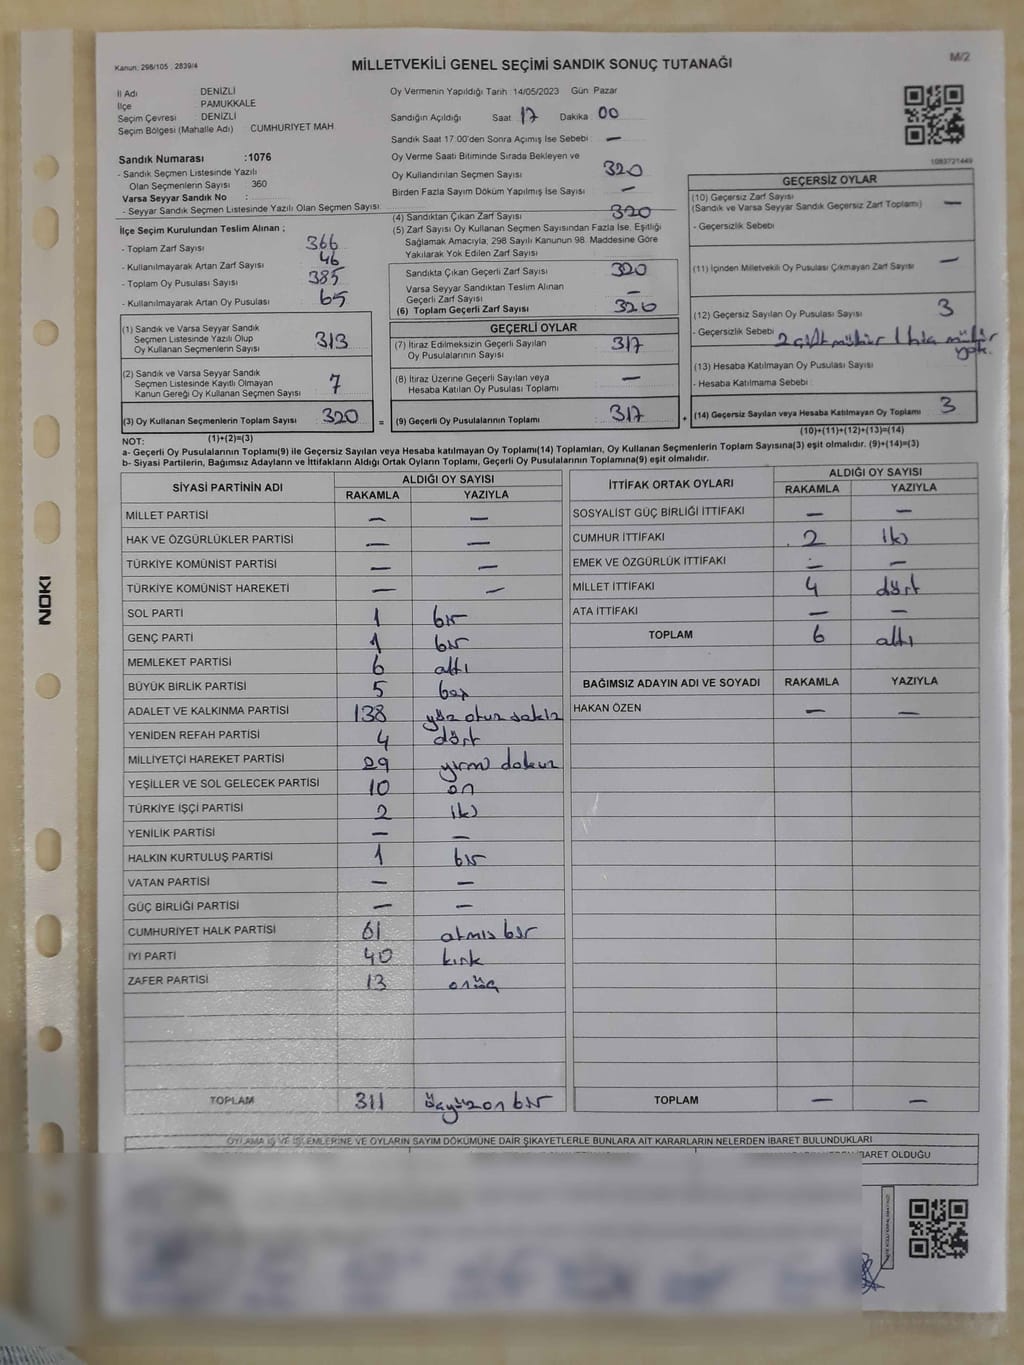 Kanun: 298/105 , 2839/4
MİLLETVEKİLİ GENEL SEÇİMİ SANDIK SONUÇ TUTANAĞI
M/2
İl Adı DENİZLİ
İlçe PAMUKKALE
Seçim Çevresi DENİZLİ
Seçim Bölgesi (Mahalle Adı) CUMHURİYET MAH
Sandık Numarası :1076
- Sandık Seçmen Listesinde Yazılı
Olan Seçmenlerin Sayısı 360
Varsa Seyyar Sandık No :
- Seyyar Sandık Seçmen Listesinde Yazılı Olan Seçmen Sayısı:
İlçe Seçim Kurulundan Teslim Alınan ;
- Toplam Zarf Sayısı 366
- Kullanılmayarak Artan Zarf Sayısı 46
- Toplam Oy Pusulası Sayısı 385
- Kullanılmayarak Artan Oy Pusulası 65
Oy Vermenin Yapıldığı Tarih :14/05/2023 Gün Pazar
Sandığın Açıldığı Saat 17 Dakika 00
Sandık Saat 17:00'den Sonra Açımış İse Sebebi : —
Oy Verme Saati Bitiminde Sırada Bekleyen ve
Oy Kullandırılan Seçmen Sayısı : 320
Birden Fazla Sayım Döküm Yapılmış İse Sayısı : —
(4) Sandıktan Çıkan Zarf Sayısı : 320
(5) Zarf Sayısı Oy Kullanan Seçmen Sayısından Fazla İse, Eşitliği
Sağlamak Amacıyla, 298 Sayılı Kanunun 98. Maddesine Göre
Yakılarak Yok Edilen Zarf Sayısı :
Sandıkta Çıkan Geçerli Zarf Sayısı : 320
Varsa Seyyar Sandıktan Teslim Alınan
Geçerli Zarf Sayısı : —
(6) Toplam Geçerli Zarf Sayısı : 320
1083721449
GEÇERSİZ OYLAR
(10) Geçersiz Zarf Sayısı
(Sandık ve Varsa Seyyar Sandık Geçersiz Zarf Toplamı) : —
- Geçersizlik Sebebi :
(11) İçinden Milletvekili Oy Pusulası Çıkmayan Zarf Sayısı : —
(12) Geçersiz Sayılan Oy Pusulası Sayısı : 3
- Geçersizlik Sebebi : 2 çift mühür 1 hiç mühür
yok.
(13) Hesaba Katılmayan Oy Pusulası Sayısı :
- Hesaba Katılmama Sebebi :
(14) Geçersiz Sayılan veya Hesaba Katılmayan Oy Toplamı : 3
(10)+(11)+(12)+(13)=(14)
(1) Sandık ve Varsa Seyyar Sandık
Seçmen Listesinde Yazılı Olup
Oy Kullanan Seçmenlerin Sayısı : 313
(2) Sandık ve Varsa Seyyar Sandık
Seçmen Listesinde Kayıtlı Olmayan
Kanun Gereği Oy Kullanan Seçmen Sayısı : 7
(3) Oy Kullanan Seçmenlerin Toplam Sayısı : 320
(1)+(2)=(3)
GEÇERLİ OYLAR
(7) İtiraz Edilmeksizin Geçerli Sayılan
Oy Pusulalarının Sayısı : 317
(8) İtiraz Üzerine Geçerli Sayılan veya
Hesaba Katılan Oy Pusulası Toplamı : —
= (9) Geçerli Oy Pusulalarının Toplamı : 317 +
NOT:
a- Geçerli Oy Pusulalarının Toplamı(9) ile Geçersiz Sayılan veya Hesaba katılmayan Oy Toplamı(14) Toplamları, Oy Kullanan Seçmenlerin Toplam Sayısına(3) eşit olmalıdır. (9)+(14)=(3)
b- Siyasi Partilerin, Bağımsız Adayların ve İttifakların Aldığı Ortak Oyların Toplamı, Geçerli Oy Pusulalarının Toplamına(9) eşit olmalıdır.
SİYASİ PARTİNİN ADI ALDIĞI OY SAYISI
RAKAMLA YAZIYLA
MİLLET PARTİSİ — —
HAK VE ÖZGÜRLÜKLER PARTİSİ — —
TÜRKİYE KOMÜNİST PARTİSİ — —
TÜRKİYE KOMÜNİST HAREKETİ — —
SOL PARTİ 1 bir
GENÇ PARTİ 1 bir
MEMLEKET PARTİSİ 6 altı
BÜYÜK BİRLİK PARTİSİ 5 beş
ADALET VE KALKINMA PARTİSİ 138 yüz otuz sekiz
YENİDEN REFAH PARTİSİ 4 dört
MİLLİYETÇİ HAREKET PARTİSİ 29 yirmi dokuz
YEŞİLLER VE SOL GELECEK PARTİSİ 10 on
TÜRKİYE İŞÇİ PARTİSİ 2 iki
YENİLİK PARTİSİ — —
HALKIN KURTULUŞ PARTİSİ 1 bir
VATAN PARTİSİ — —
GÜÇ BİRLİĞİ PARTİSİ — —
CUMHURİYET HALK PARTİSİ 61 atmış bir
İYİ PARTİ 40 kırk
ZAFER PARTİSİ 13 onüç
TOPLAM 311 üçyüzon bir
İTTİFAK ORTAK OYLARI ALDIĞI OY SAYISI
RAKAMLA YAZIYLA
SOSYALİST GÜÇ BİRLİĞİ İTTİFAKI — —
CUMHUR İTTİFAKI 2 iki
EMEK VE ÖZGÜRLÜK İTTİFAKI — —
MİLLET İTTİFAKI 4 dört
ATA İTTİFAKI — —
TOPLAM 6 altı
BAĞIMSIZ ADAYIN ADI VE SOYADI RAKAMLA YAZIYLA
HAKAN ÖZEN — —
TOPLAM — —
OYLAMA İŞ VE İŞLEMLERİNE VE OYLARIN SAYIM DÖKÜMÜNE DAİR ŞİKAYETLERLE BUNLARA AİT KARARLARIN NELERDEN İBARET BULUNDUKLARI
İBARET OLDUĞU
NOKI